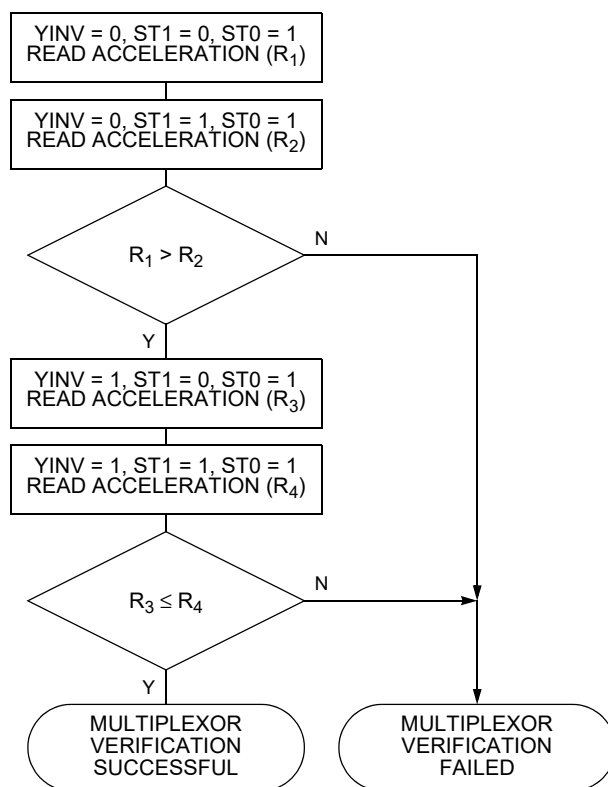 YINV = 0, ST1 = 0, ST0 = 1
READ ACCELERATION (R1)
YINV = 0, ST1 = 1, ST0 = 1
READ ACCELERATION (R2)
R1 > R2
N
Y
YINV = 1, ST1 = 0, ST0 = 1
READ ACCELERATION (R3)
YINV = 1, ST1 = 1, ST0 = 1
READ ACCELERATION (R4)
R3 ≤ R4
N
Y
MULTIPLEXOR
VERIFICATION
SUCCESSFUL
MULTIPLEXOR
VERIFICATION
FAILED